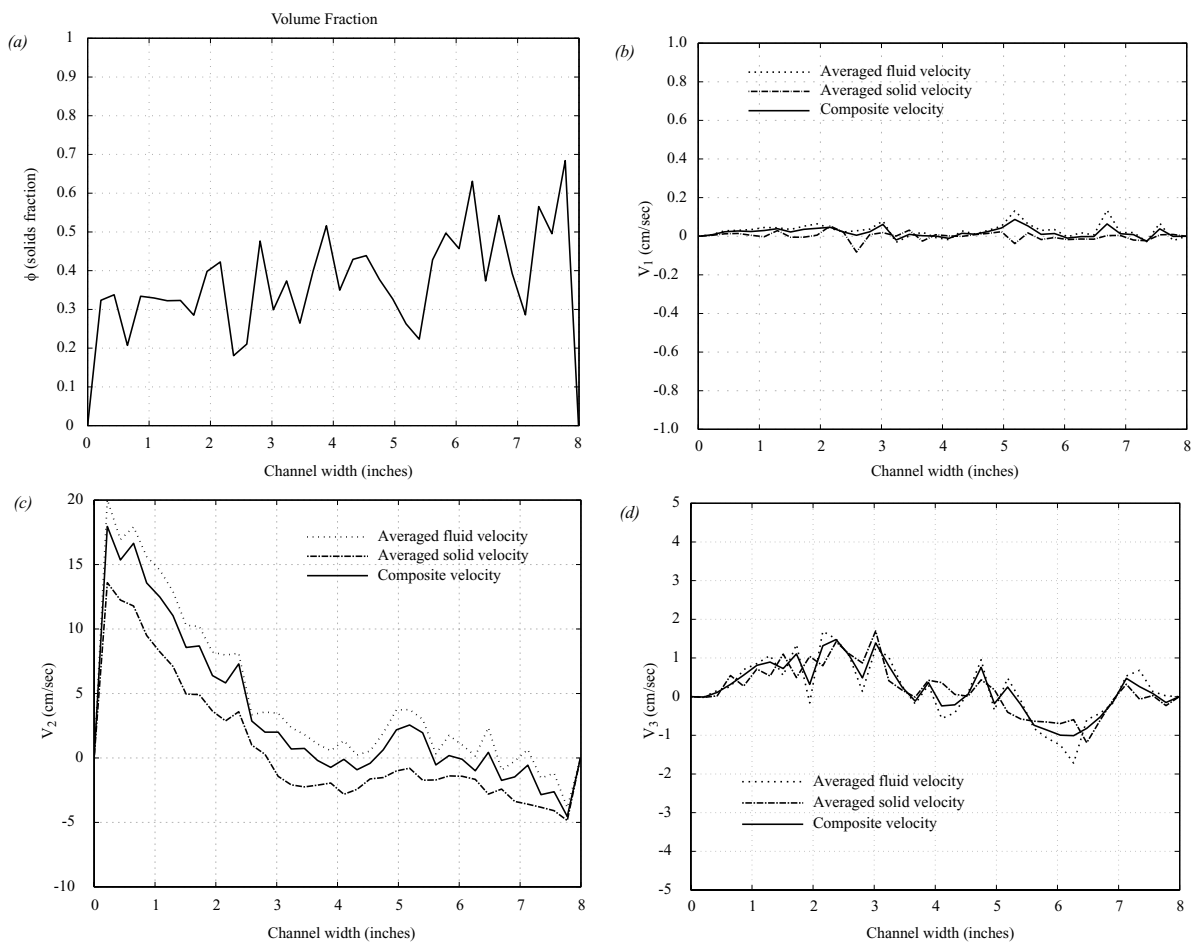 Volume Fraction
(a)
1
0.9
0.8
0.7
0.6
0.5
0.4
0.3
0.2
0.1
0
ϕ (solids fraction)
0 1 2 3 4 5 6 7 8
Channel width (inches)
(b)
1.0
0.8
0.6
0.4
0.2
0
-0.2
-0.4
-0.6
-0.8
-1.0
V1 (cm/sec)
Averaged fluid velocity
Averaged solid velocity
Composite velocity
0 1 2 3 4 5 6 7 8
Channel width (inches)
(c)
20
15
10
5
0
-5
-10
V2 (cm/sec)
Averaged fluid velocity
Averaged solid velocity
Composite velocity
0 1 2 3 4 5 6 7 8
Channel width (inches)
(d)
5
4
3
2
1
0
-1
-2
-3
-4
-5
V3 (cm/sec)
Averaged fluid velocity
Averaged solid velocity
Composite velocity
0 1 2 3 4 5 6 7 8
Channel width (inches)